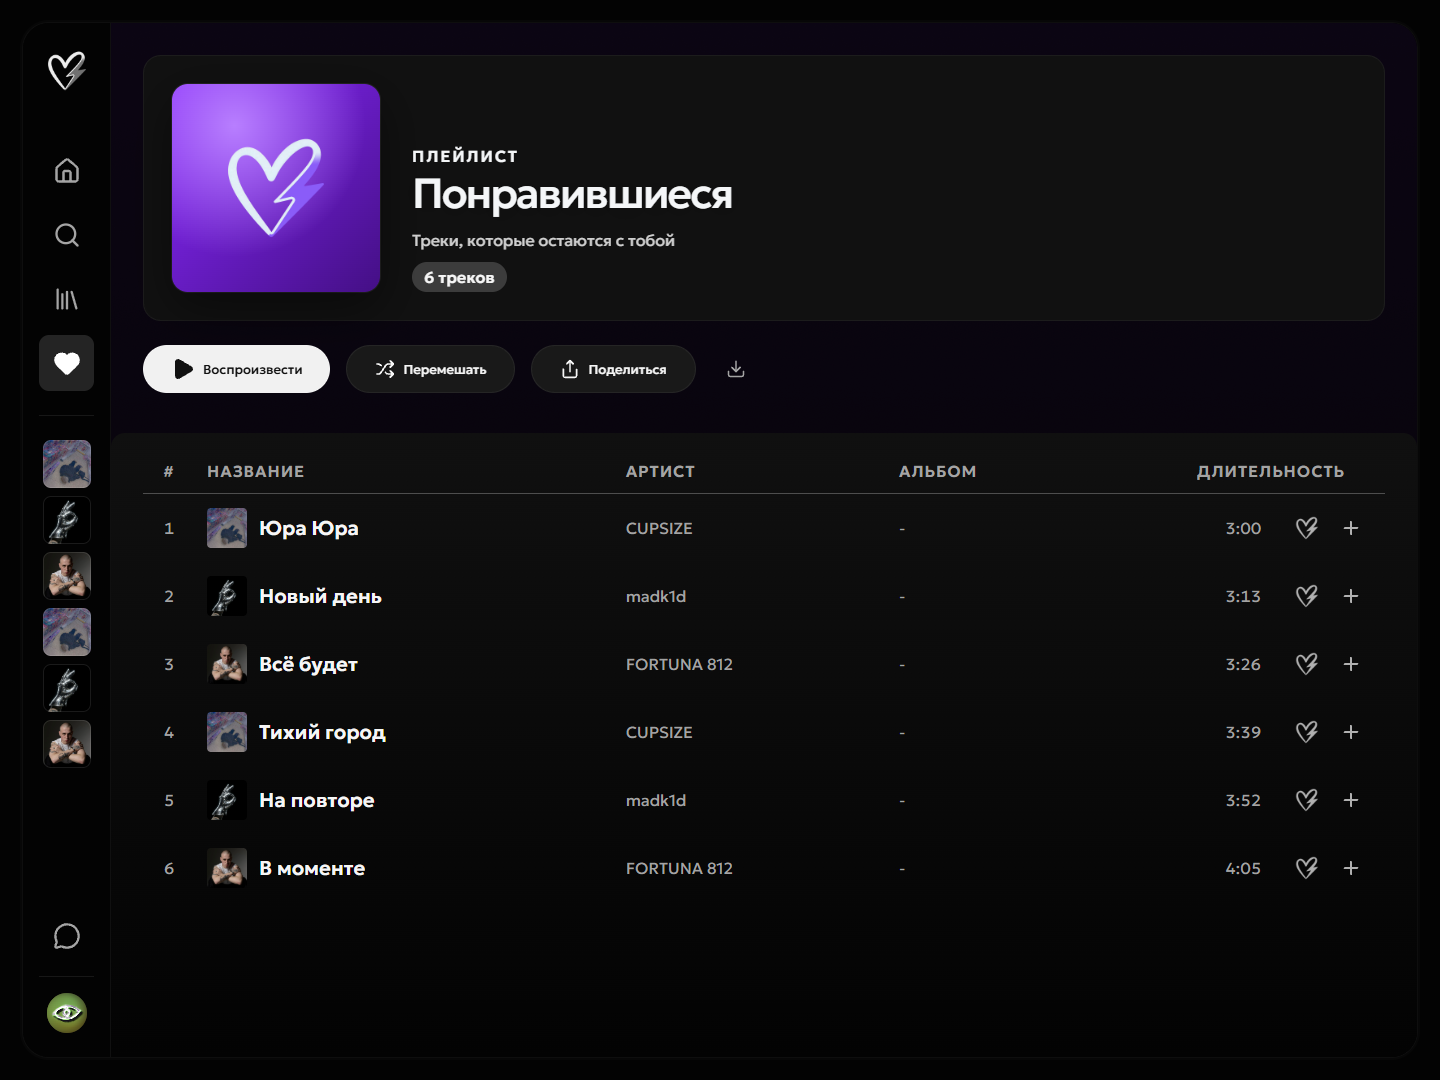 ПЛЕЙЛИСТ
Понравившиеся
Треки, которые остаются с тобой
6 треков
Воспроизвести Перемешать Поделиться
# НАЗВАНИЕ АРТИСТ АЛЬБОМ ДЛИТЕЛЬНОСТЬ
1 Юра Юра CUPSIZE - 3:00
2 Новый день madk1d - 3:13
3 Всё будет FORTUNA 812 - 3:26
4 Тихий город CUPSIZE - 3:39
5 На повторе madk1d - 3:52
6 В моменте FORTUNA 812 - 4:05